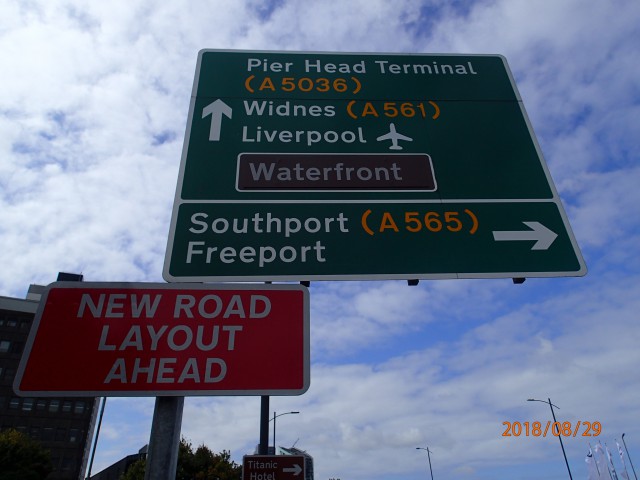 Pier Head Terminal
(A5036)
Widnes (A561)
Liverpool
Waterfront
Southport (A565)
Freeport
NEW ROAD
LAYOUT
AHEAD
Titanic
Hotel
2018/08/29